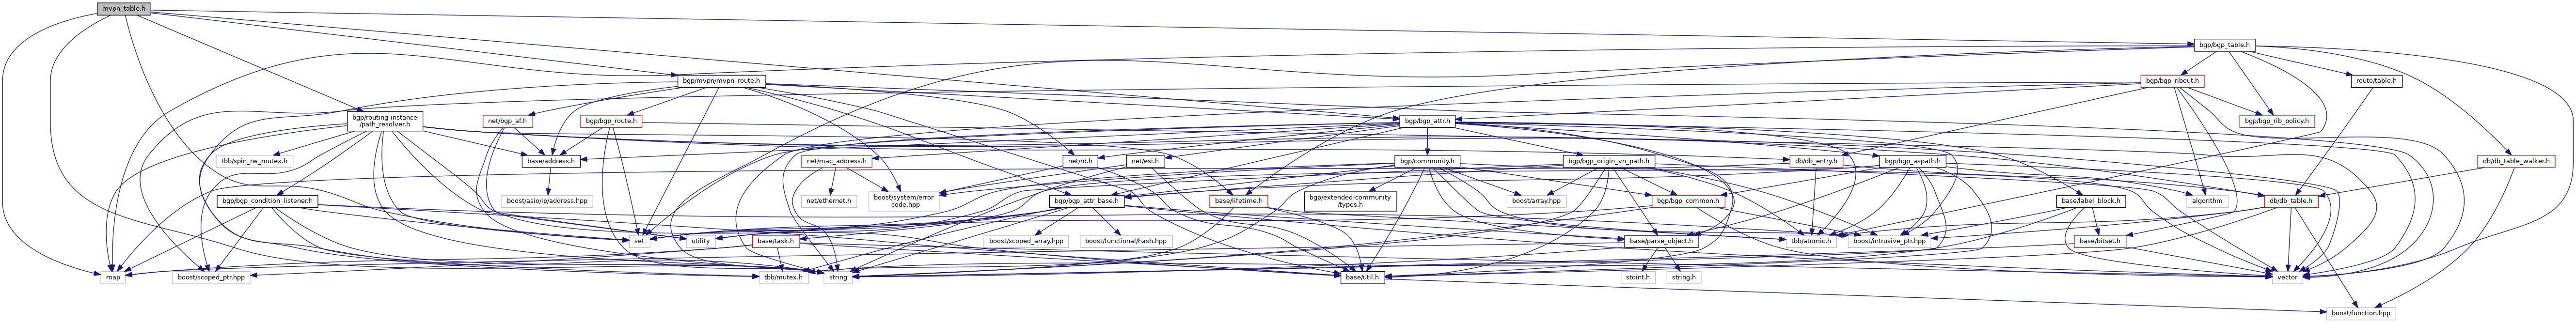 mvpn_table.h
bgp/bgp_table.h
bgp/mvpn/mvpn_route.h
bgp/bgp_ribout.h
route/table.h
bgp/routing-instance
/path_resolver.h
net/bgp_af.h
bgp/bgp_route.h
bgp/bgp_attr.h
bgp/bgp_rib_policy.h
tbb/spin_rw_mutex.h
base/address.h
net/mac_address.h
net/rd.h
net/esi.h
bgp/community.h
bgp/bgp_origin_vn_path.h
db/db_entry.h
bgp/bgp_aspath.h
db/db_table_walker.h
bgp/bgp_condition_listener.h
boost/asio/ip/address.hpp
net/ethernet.h
boost/system/error
_code.hpp
bgp/bgp_attr_base.h
base/lifetime.h
bgp/extended-community
/types.h
boost/array.hpp
bgp/bgp_common.h
base/label_block.h
algorithm
db/db_table.h
set
utility
base/task.h
boost/scoped_array.hpp
boost/functional/hash.hpp
base/parse_object.h
tbb/atomic.h
boost/intrusive_ptr.hpp
base/bitset.h
map
boost/scoped_ptr.hpp
tbb/mutex.h
string
base/util.h
stdint.h
string.h
vector
boost/function.hpp